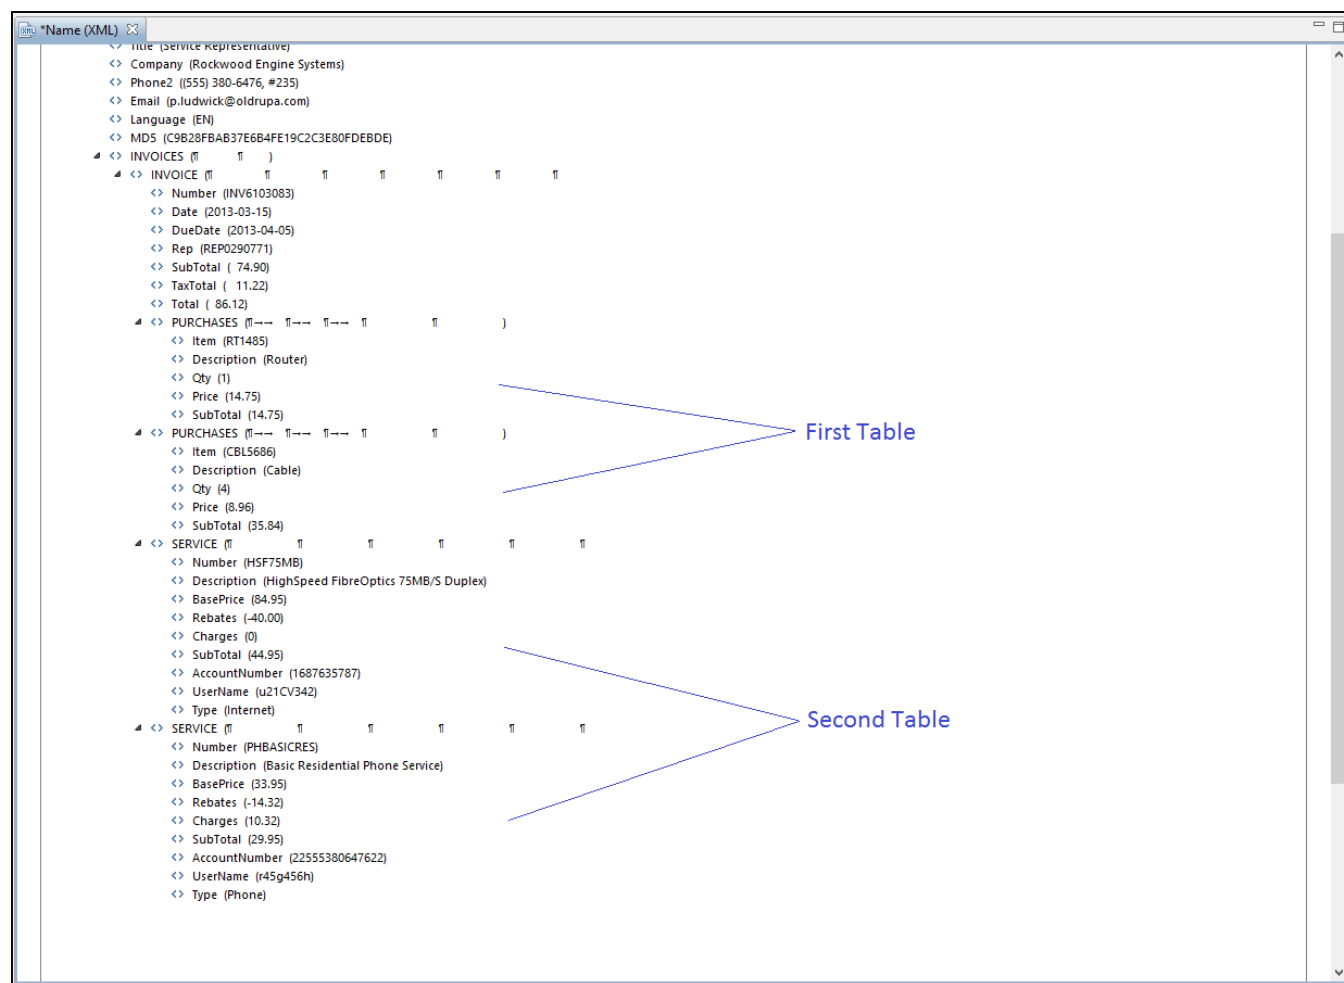 *Name (XML)
Title (Service Representative)
Company (Rockwood Engine Systems)
Phone2 ((555) 380-6476, #235)
Email (p.ludwick@oldrupa.com)
Language (EN)
MD5 (C9B28FBAB37E6B4FE19C2C3E80FDEBDE)
INVOICES (¶ ¶ )
INVOICE (¶ ¶ ¶ ¶ ¶ ¶ ¶
Number (INV6103083)
Date (2013-03-15)
DueDate (2013-04-05)
Rep (REP0290771)
SubTotal ( 74.90)
TaxTotal ( 11.22)
Total ( 86.12)
PURCHASES (¶→→ ¶→→ ¶→→ ¶ ¶ )
Item (RT1485)
Description (Router)
Qty (1)
Price (14.75)
SubTotal (14.75)
PURCHASES (¶→→ ¶→→ ¶→→ ¶ ¶ )
First Table
Item (CBL5686)
Description (Cable)
Qty (4)
Price (8.96)
SubTotal (35.84)
SERVICE (¶ ¶ ¶ ¶ ¶ ¶
Number (HSF75MB)
Description (HighSpeed FibreOptics 75MB/S Duplex)
BasePrice (84.95)
Rebates (-40.00)
Charges (0)
SubTotal (44.95)
AccountNumber (1687635787)
UserName (u21CV342)
Type (Internet)
Second Table
SERVICE (¶ ¶ ¶ ¶ ¶ ¶
Number (PHBASICRES)
Description (Basic Residential Phone Service)
BasePrice (33.95)
Rebates (-14.32)
Charges (10.32)
SubTotal (29.95)
AccountNumber (22555380647622)
UserName (r45g456h)
Type (Phone)